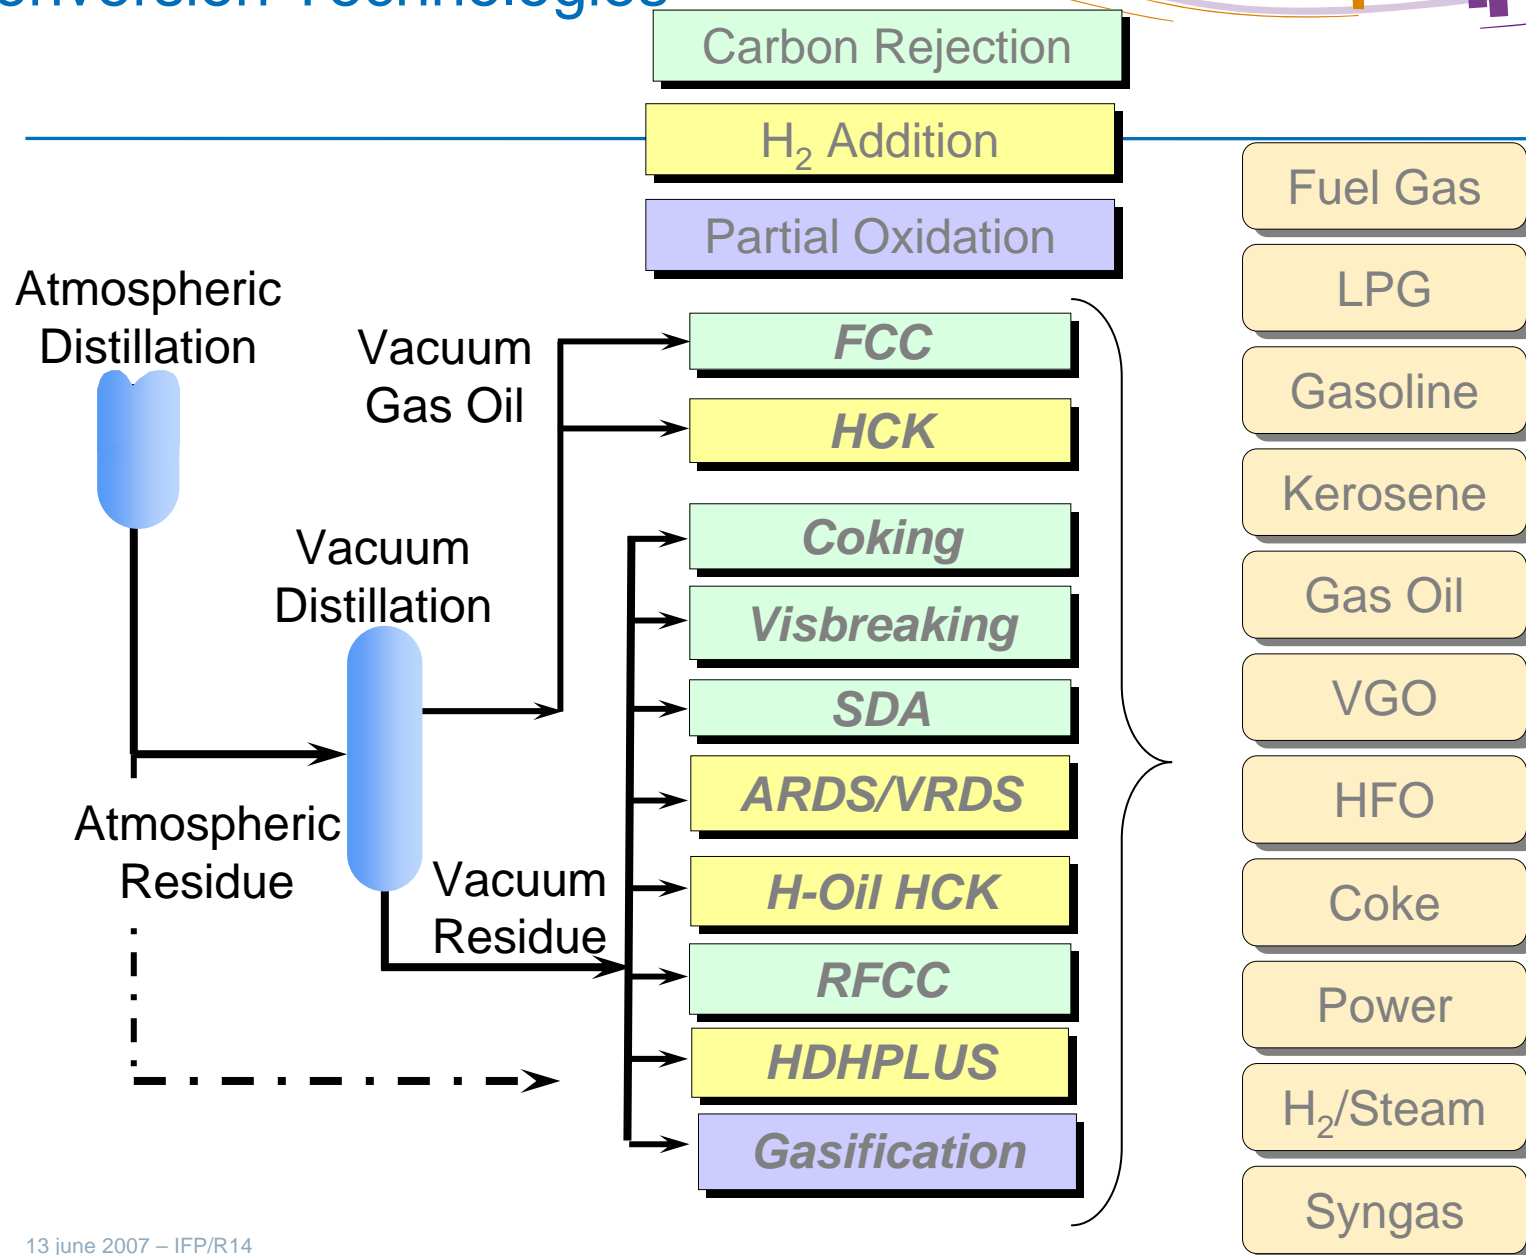 Technologies
Carbon Rejection
H₂ Addition
Partial Oxidation
Atmospheric
Distillation
Vacuum
Gas Oil
Vacuum
Distillation
Atmospheric
Residue
Vacuum
Residue
FCC
HCK
Coking
Visbreaking
SDA
ARDS/VRDS
H-Oil HCK
RFCC
HDHPLUS
Gasification
Fuel Gas
LPG
Gasoline
Kerosene
Gas Oil
VGO
HFO
Coke
Power
H₂/Steam
Syngas
13 june 2007 – IFP/R14